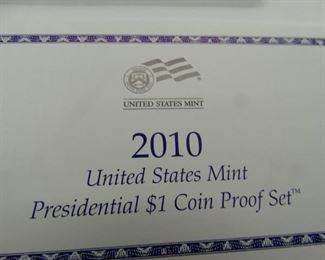 UNITED STATES MINT
2010
United States Mint
Presidential $1 Coin Proof Set™